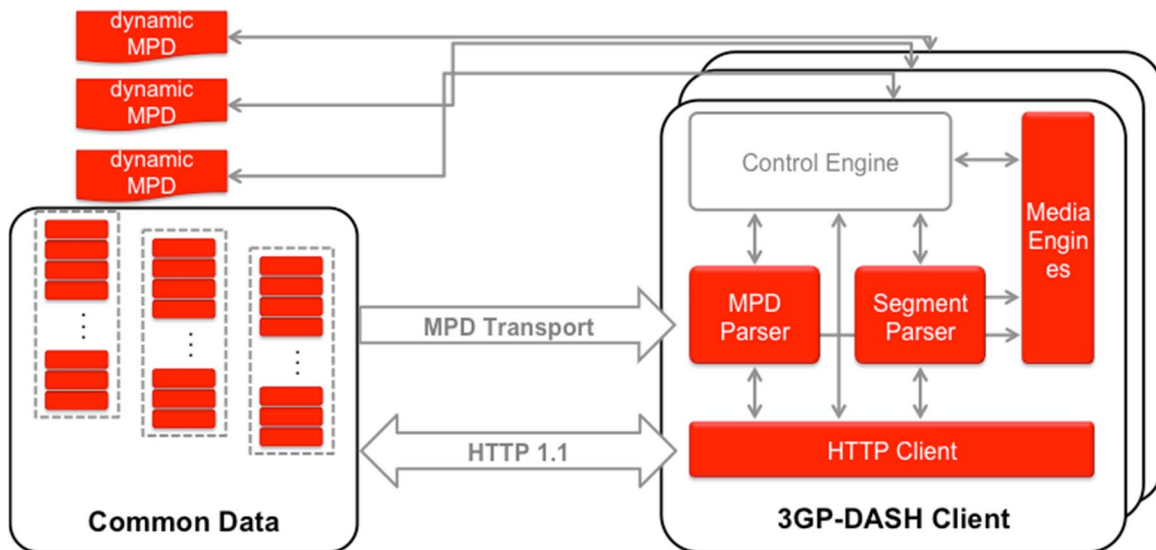 dynamic
MPD
dynamic
MPD
dynamic
MPD
Control Engine
Media
Engin
es
MPD
Parser
Segment
Parser
MPD Transport
HTTP 1.1
HTTP Client
Common Data
3GP-DASH Client